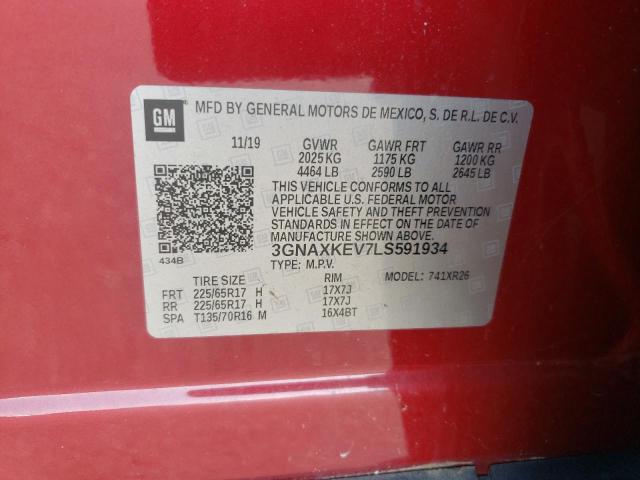 GM
MFD BY GENERAL MOTORS DE MEXICO, S. DE R.L. DE C.V.
11/19 GVWR GAWR FRT GAWR RR
2025 KG 1175 KG 1200 KG
4464 LB 2590 LB 2645 LB
THIS VEHICLE CONFORMS TO ALL
APPLICABLE U.S. FEDERAL MOTOR
VEHICLE SAFETY AND THEFT PREVENTION
STANDARDS IN EFFECT ON THE DATE OF
MANUFACTURE SHOWN ABOVE.
434B 3GNAXKEV7LS591934
TYPE: M.P.V. MODEL: 741XR26
TIRE SIZE RIM
FRT 225/65R17 H 17X7J
RR 225/65R17 H 17X7J
SPA T135/70R16 M 16X4BT